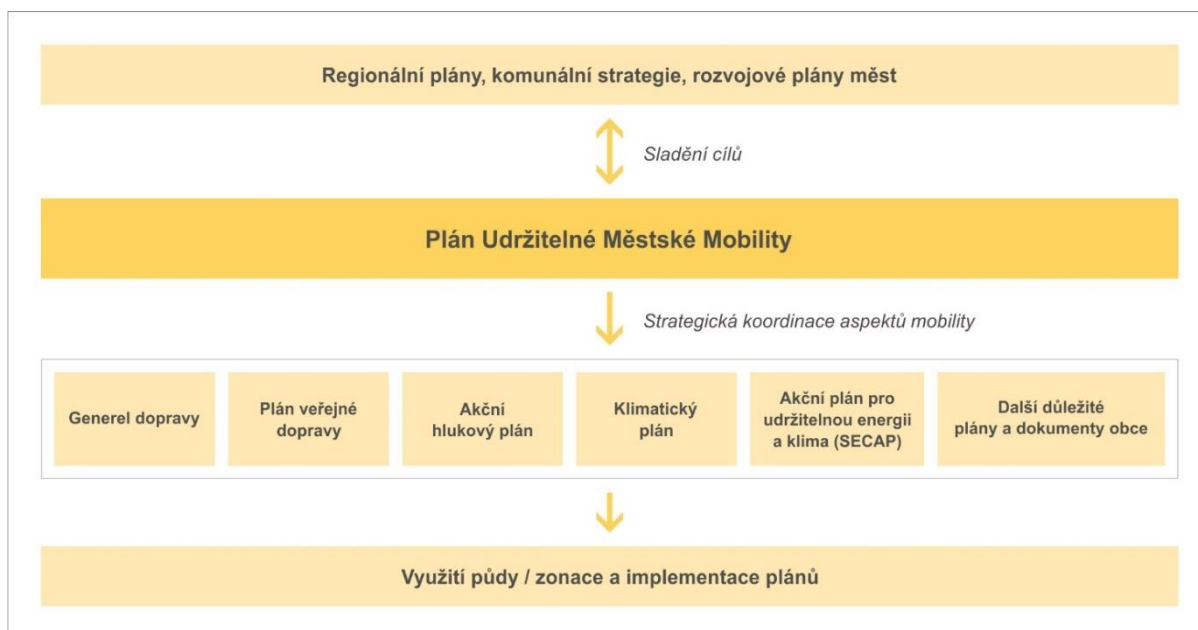 Regionální plány, komunální strategie, rozvojové plány měst
Sladění cílů
Plán Udržitelné Městské Mobility
Strategická koordinace aspektů mobility
Generel dopravy
Plán veřejné
dopravy
Akční
hlukový plán
Klimatický
plán
Akční plán pro
udržitelnou energii
a klima (SECAP)
Další důležité
plány a dokumenty obce
Využití půdy / zonace a implementace plánů